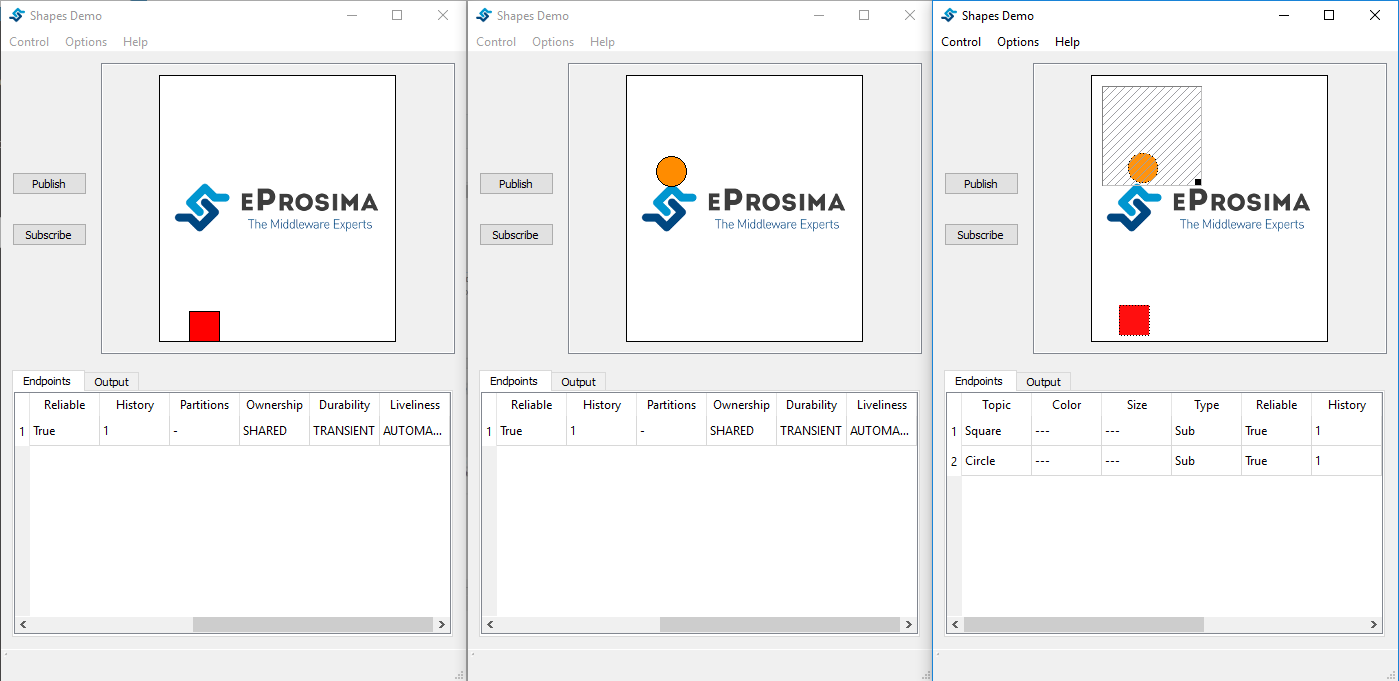 Shapes Demo
Control Options Help
Publish
Subscribe
EPROSIMA
The Middleware Experts
Endpoints Output
Reliable History Partitions Ownership Durability Liveliness
1 True 1 - SHARED TRANSIENT AUTOMA...
Shapes Demo
Control Options Help
Publish
Subscribe
EPROSIMA
The Middleware Experts
Endpoints Output
Reliable History Partitions Ownership Durability Liveliness
1 True 1 - SHARED TRANSIENT AUTOMA...
Shapes Demo
Control Options Help
Publish
Subscribe
EPROSIMA
The Middleware Experts
Endpoints Output
Topic Color Size Type Reliable History
1 Square --- --- Sub True 1
2 Circle --- --- Sub True 1